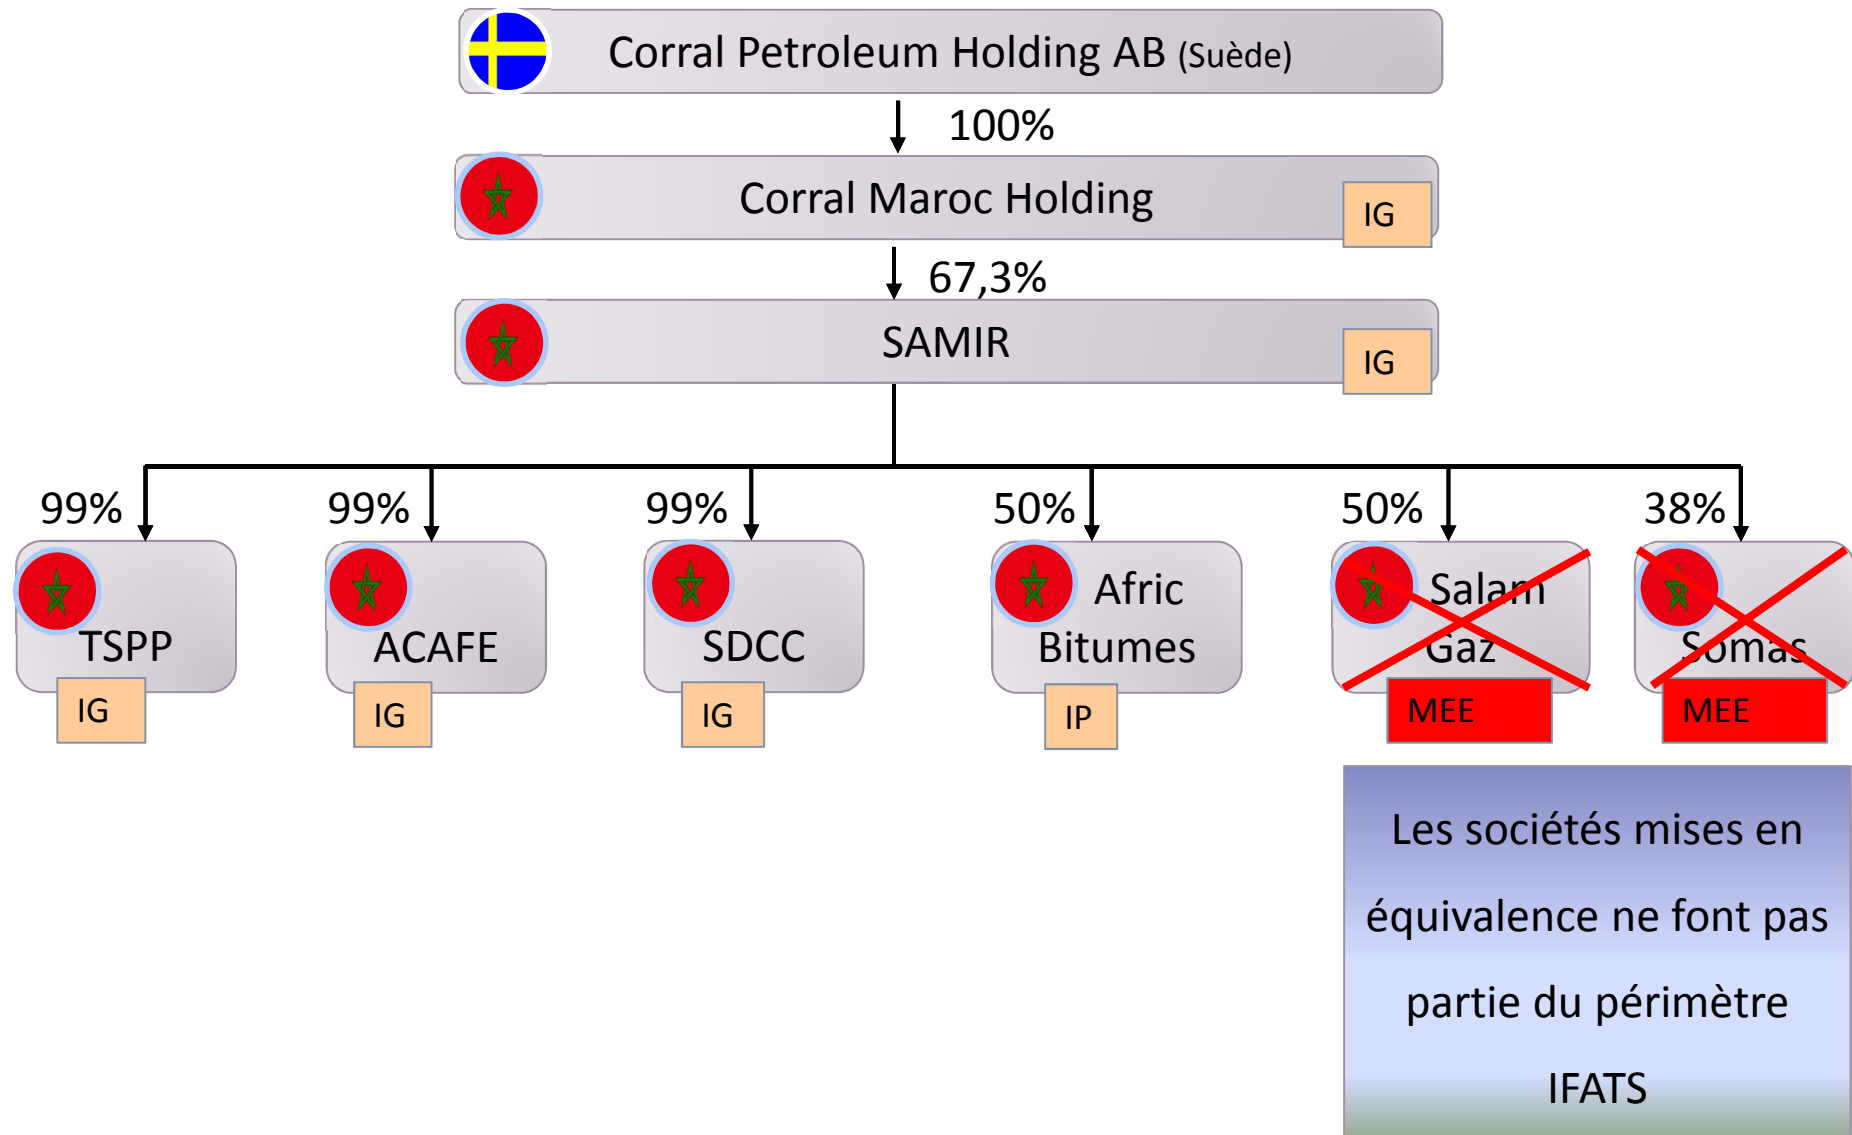 Corral Petroleum Holding AB (Suède)
100%
Corral Maroc Holding
IG
67,3%
SAMIR
IG
99%
99%
99%
50%
50%
38%
TSPP
IG
ACAFE
IG
SDCC
IG
Afric
Bitumes
IP
Salam
Gaz
MEE
Somas
MEE
Les sociétés mises en
équivalence ne font pas
partie du périmètre
IFATS